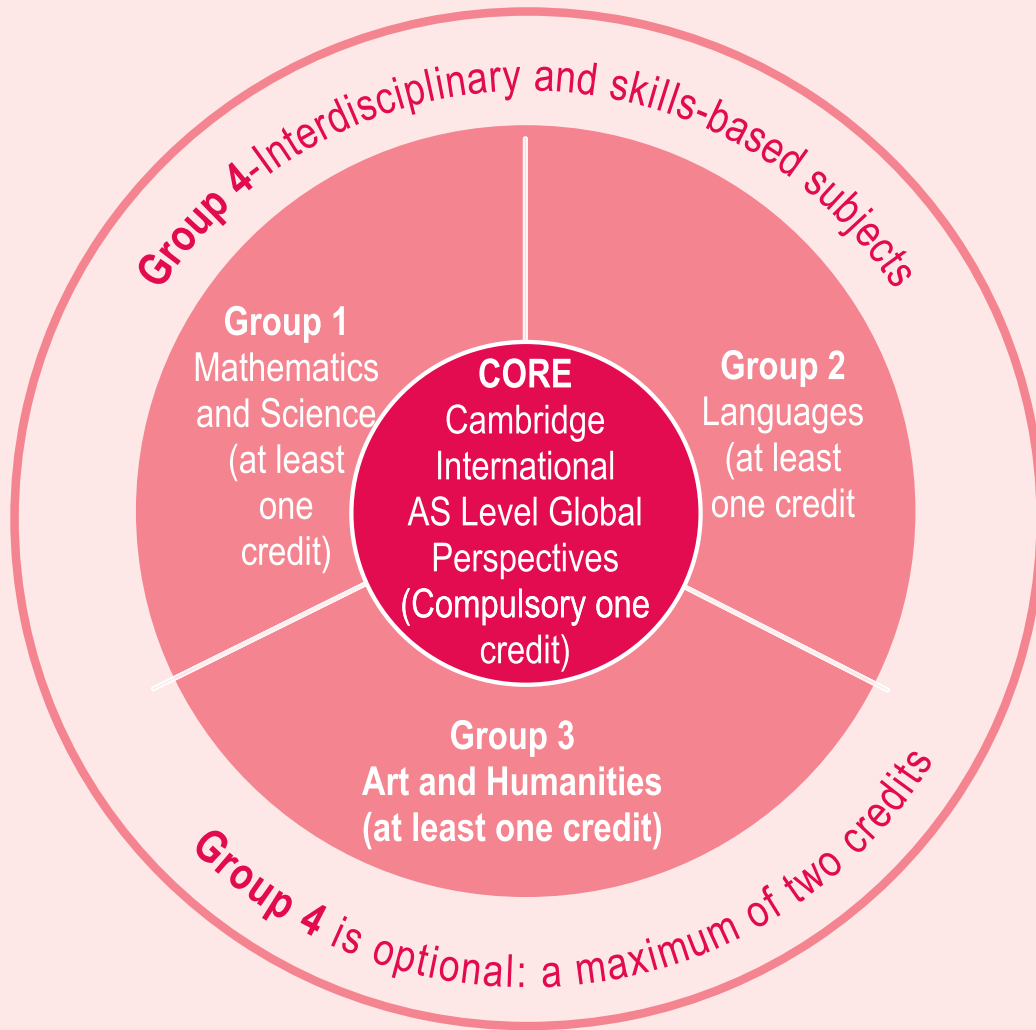 Group 4-Interdisciplinary and skills-based subjects
Group 1
Mathematics
and Science
(at least
one
credit)
CORE
Cambridge
International
AS Level Global
Perspectives
(Compulsory one
credit)
Group 2
Languages
(at least
one credit
Group 3
Art and Humanities
(at least one credit)
Group 4 is optional: a maximum of two credits